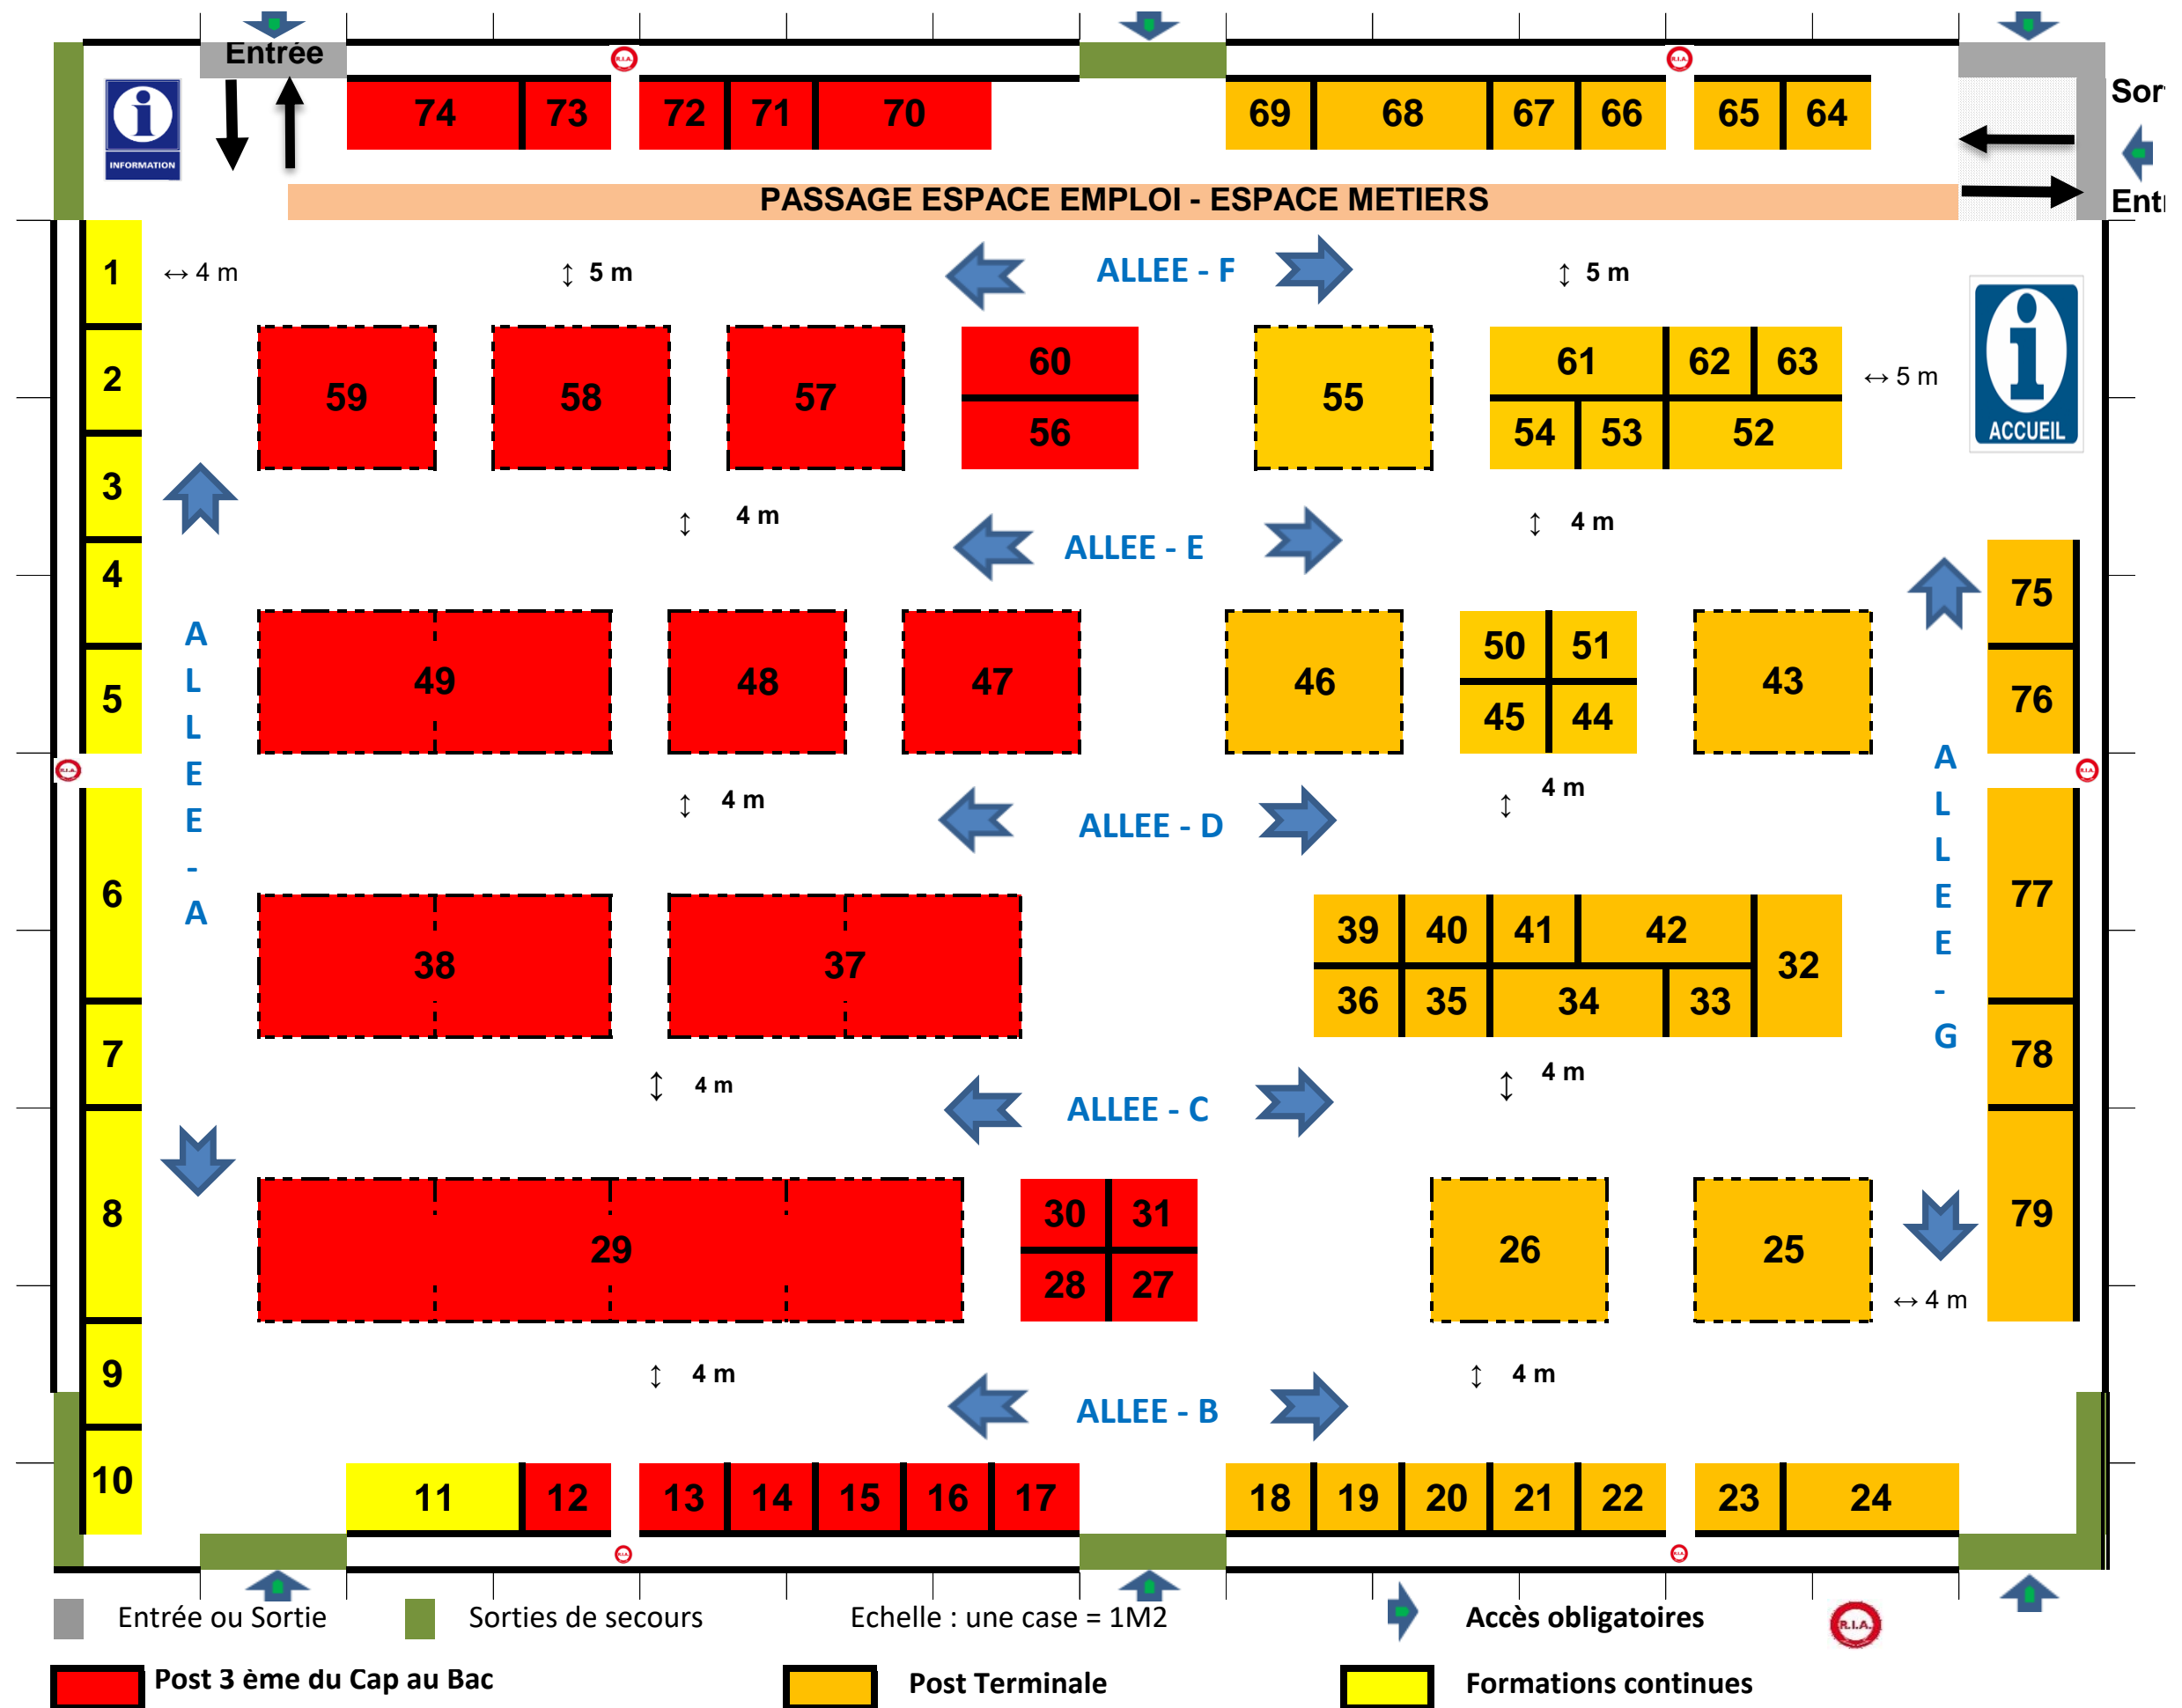 Entrée
R.I.A.
R.I.A.
INFORMATION
74 73 72 71 70 69 68 67 66 65 64
Sor
PASSAGE ESPACE EMPLOI - ESPACE METIERS
Ent
1 ↔ 4 m ↕ 5 m ALLEE - F ↕ 5 m
2 59 58 57 60 55 61 62 63 ↔ 5 m
56 54 53 52
ACCUEIL
3 ↕ 4 m ↕ 4 m
ALLEE - E
4 75
ALLEE-A
5 49 48 47 46 50 51 43 76
45 44
R.I.A.
R.I.A.
ALLEE-G
↕ 4 m ↕ 4 m
ALLEE - D
6 38 37 39 40 41 42 32 77
36 35 34 33
7 ↕ 4 m ↕ 4 m 78
ALLEE - C
8 29 30 31 26 25 79
28 27
↔ 4 m
9 ↕ 4 m ↕ 4 m
ALLEE - B
10 11 12 13 14 15 16 17 18 19 20 21 22 23 24
R.I.A.
R.I.A.
Entrée ou Sortie Sorties de secours Echelle : une case = 1M2 Accès obligatoires R.I.A.
Post 3 ème du Cap au Bac Post Terminale Formations continues